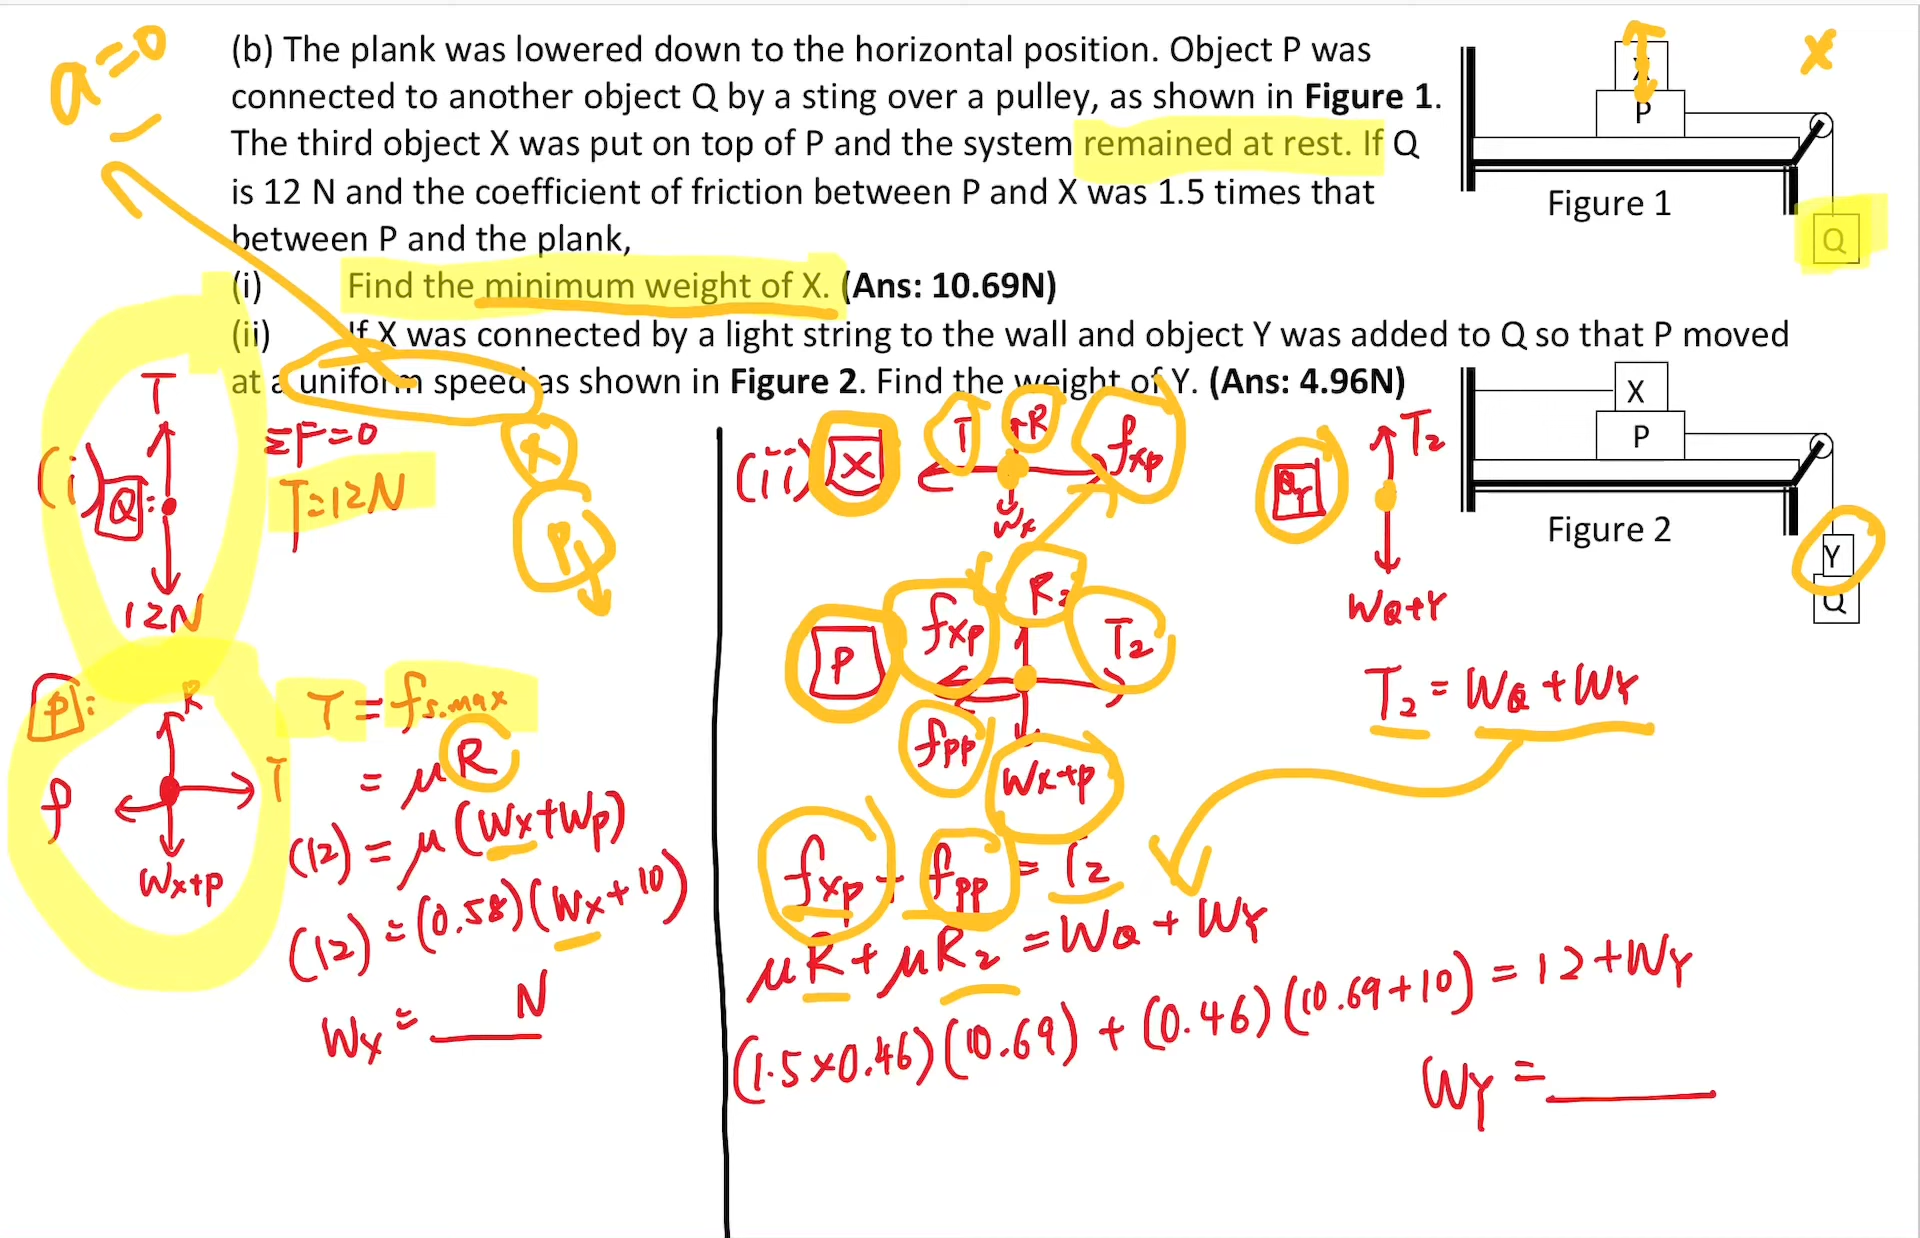 a=0
(b) The plank was lowered down to the horizontal position. Object P was
connected to another object Q by a sting over a pulley, as shown in Figure 1.
The third object X was put on top of P and the system remained at rest. If Q
is 12 N and the coefficient of friction between P and X was 1.5 times that
between P and the plank,
(i) Find the minimum weight of X. (Ans: 10.69N)
(ii) If X was connected by a light string to the wall and object Y was added to Q so that P moved
at a uniform speed as shown in Figure 2. Find the weight of Y. (Ans: 4.96N)
X
P
X
Figure 1
Q
X
P
Figure 2
Y
Q
(i)
Q:
T
12N
ΣF=0
T=12N
X
P
P:
R
T
f
Wx+p
T = fs.max
= μR
(12) = μ(Wx+Wp)
(12) = (0.58)(Wx+10)
Wx = ____ N
(ii)
X
T
R
fxp
Wx
P
fxp
R2
T2
fpp
Wx+p
T2
WQ+Y
T2 = WQ + WY
fxp + fpp = T2
μR + μR2 = WQ + WY
(1.5×0.46)(10.69) + (0.46)(10.69+10) = 12+WY
WY = ____